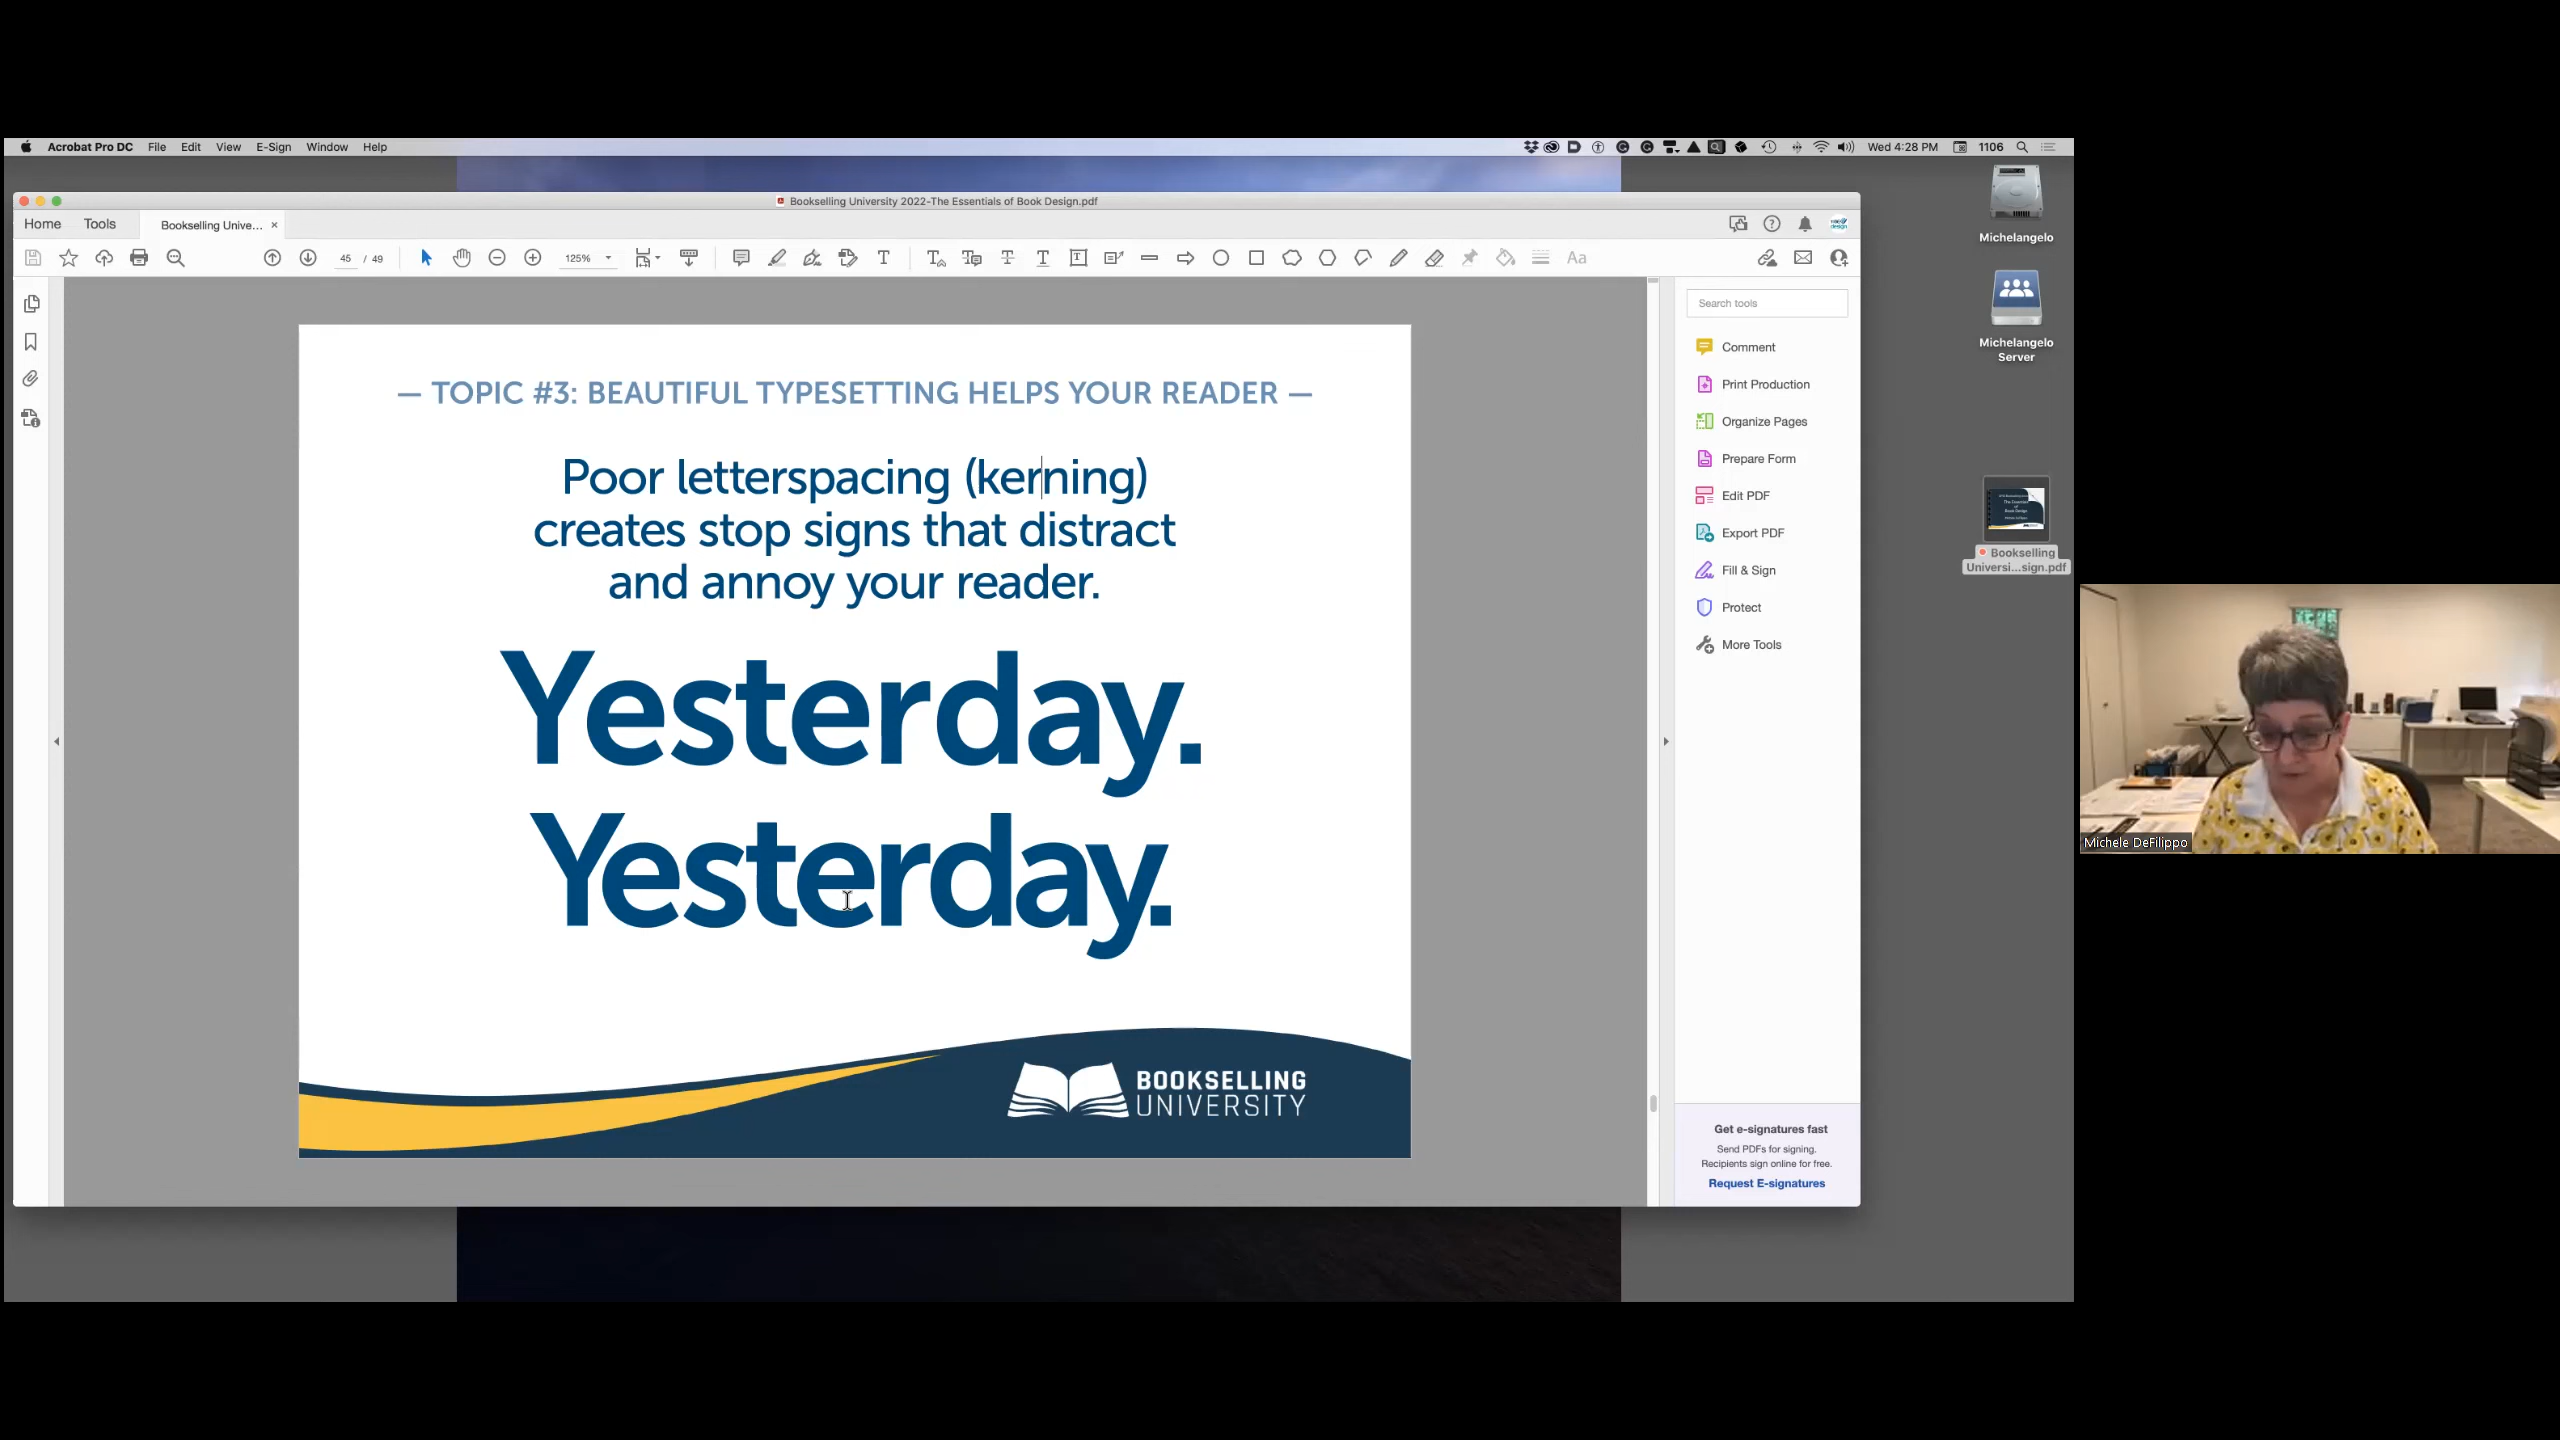 Acrobat Pro DC File Edit View E-Sign Window Help
Wed 4:28 PM 1106
Bookselling University 2022-The Essentials of Book Design.pdf
Home Tools Bookselling Unive... ×
45 / 49 125%
Search tools
Comment
Print Production
Organize Pages
Prepare Form
Edit PDF
Export PDF
Fill & Sign
Protect
More Tools
— TOPIC #3: BEAUTIFUL TYPESETTING HELPS YOUR READER —
Poor letterspacing (kerning)
creates stop signs that distract
and annoy your reader.
Yesterday.
Yesterday.
BOOKSELLING
UNIVERSITY
Get e-signatures fast
Send PDFs for signing.
Recipients sign online for free.
Request E-signatures
Michelangelo
Michelangelo
Server
Bookselling
Universi...sign.pdf
Michele DeFilippo